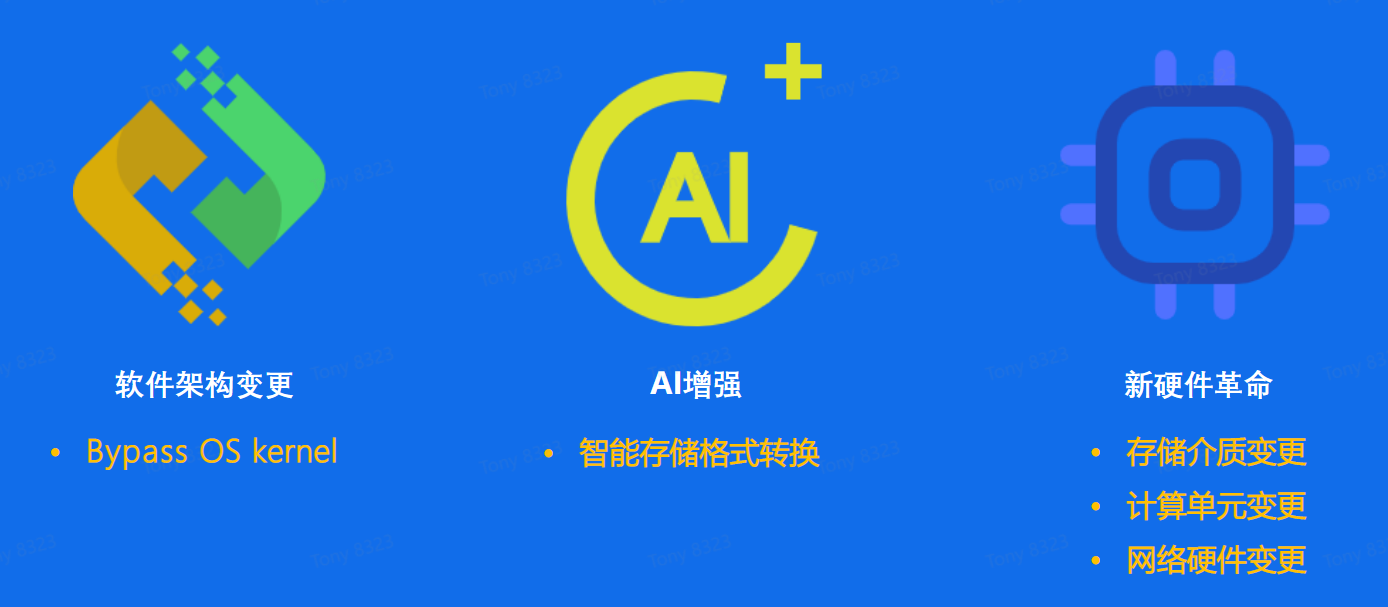 AI
软件架构变更
AI增强
新硬件革命
• Bypass OS kernel
• 智能存储格式转换
• 存储介质变更
• 计算单元变更
• 网络硬件变更
Tony 8323